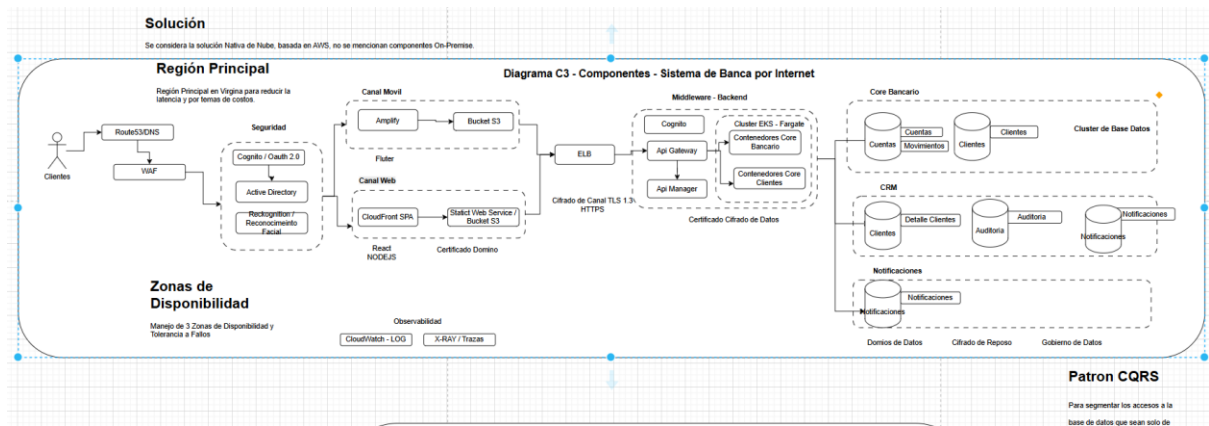 Solución
Se considera la solución Nativa de Nube, basada en AWS, no se mencionan componentes On-Premise.
Región Principal
Región Principal en Virgina para reducir la
latencia y por temas de costos.
Diagrama C3 - Componentes - Sistema de Banca por Internet
Clientes
Route53/DNS
WAF
Seguridad
Cognito / Oauth 2.0
Active Directory
Reckognition /
Reconocimeinto
Facial
Canal Movil
Amplify
Bucket S3
Fluter
Canal Web
CloudFront SPA
Statict Web Service /
Bucket S3
React
NODEJS
Certificado Domino
ELB
Cifrado de Canal TLS 1.3
HTTPS
Middleware - Backend
Cognito
Api Gateway
Api Manager
Cluster EKS - Fargate
Contenedores Core
Bancario
Contenedores Core
Clientes
Certificado Cifrado de Datos
Core Bancario
Cuentas
Cuentas
Movimientos
Clientes
Clientes
Cluster de Base Datos
CRM
Clientes
Detalle Clientes
Auditoria
Auditoria
Notificaciones
Notificaciones
Notificaciones
Notificaciones
Notificaciones
Domios de Datos
Cifrado de Reposo
Gobierno de Datos
Zonas de
Disponibilidad
Manejo de 3 Zonas de Disponibilidad y
Tolerancia a Fallos
Observabilidad
CloudWatch - LOG
X-RAY / Trazas
Patron CQRS
Para segmentar los accesos a la
base de datos que sean solo de